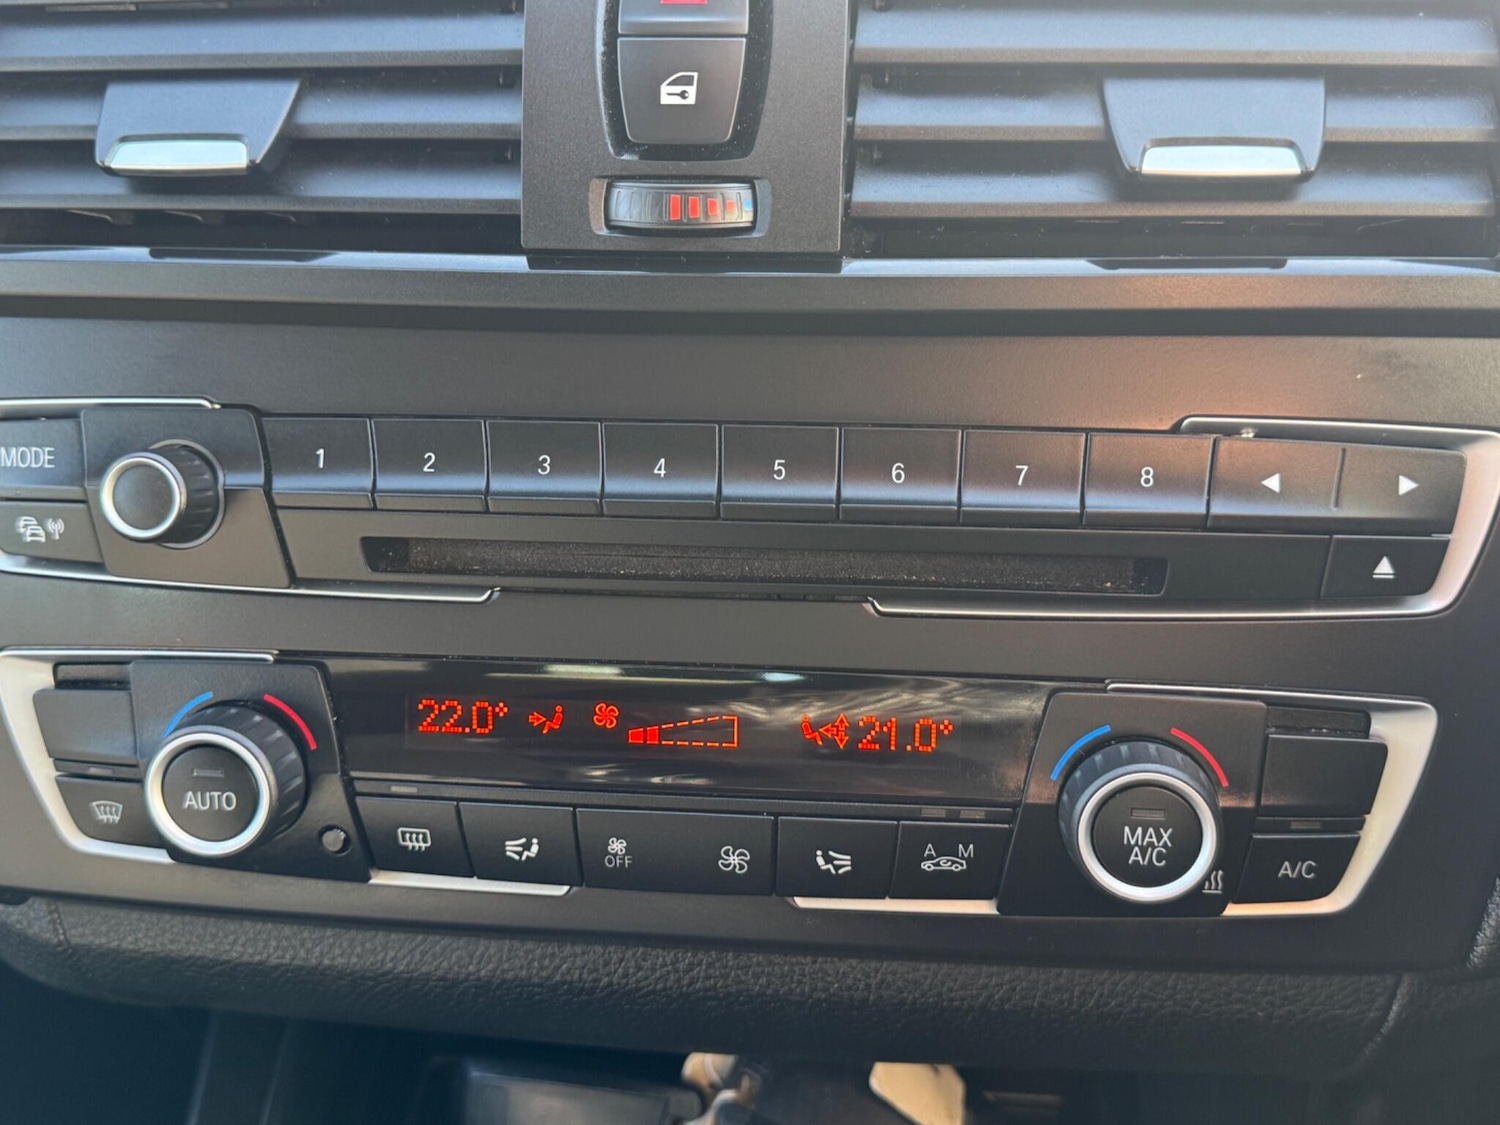 MODE 1 2 3 4 5 6 7 8
22.0° 21.0°
AUTO
MAX
A/C
OFF
A M
A/C